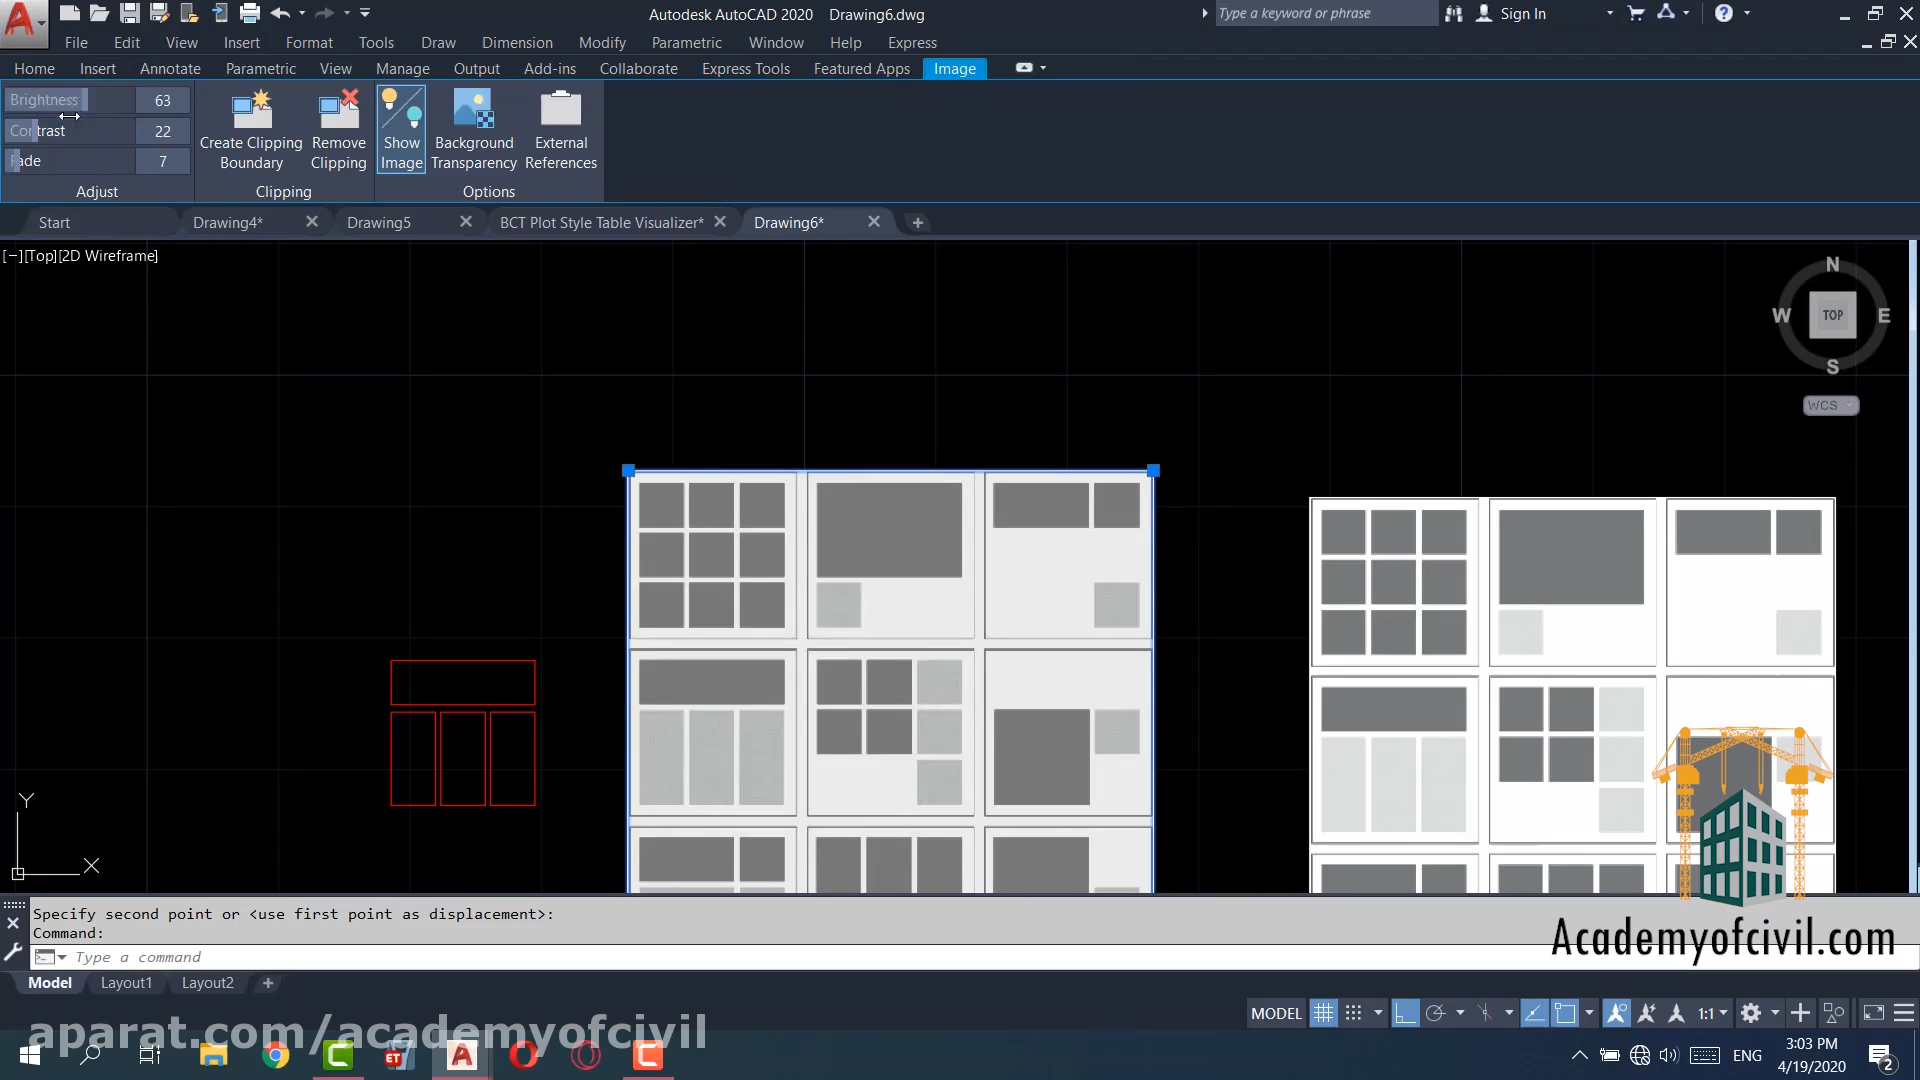 Autodesk AutoCAD 2020 Drawing6.dwg
Type a keyword or phrase
Sign In
File Edit View Insert Format Tools Draw Dimension Modify Parametric Window Help Express
Home Insert Annotate Parametric View Manage Output Add-ins Collaborate Express Tools Featured Apps Image
Brightness 63
Contrast 22
Fade 7
Create Clipping Boundary
Remove Clipping
Show Image
Background Transparency
External References
Adjust Clipping Options
Start Drawing4* Drawing5 BCT Plot Style Table Visualizer* Drawing6*
[−][Top][2D Wireframe]
N
W TOP E
S
WCS
Y
X
Specify second point or <use first point as displacement>:
Command:
Type a command
Academyofcivil.com
Model Layout1 Layout2
MODEL 1:1
aparat.com/academyofcivil
ET
ENG
3:03 PM
4/19/2020
2